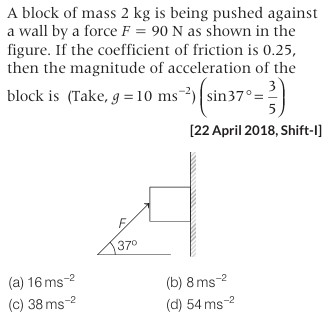 A block of mass 2 kg is being pushed against
a wall by a force F = 90 N as shown in the
figure. If the coefficient of friction is 0.25,
then the magnitude of acceleration of the
block is (Take, g = 10 ms⁻²) (sin37° = 3/5)
[22 April 2018, Shift-I]
F
37°
(a) 16 ms⁻²
(b) 8 ms⁻²
(c) 38 ms⁻²
(d) 54 ms⁻²